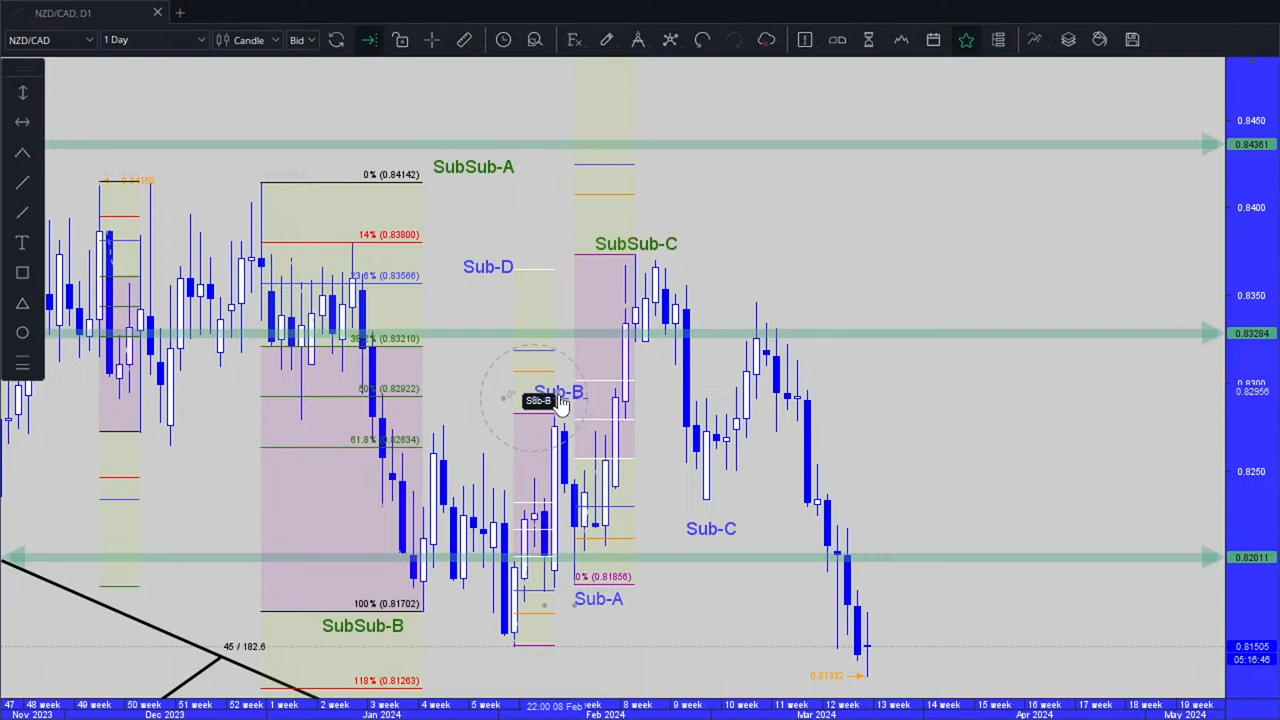 NZD/CAD, D1
NZD/CAD 1 Day Candle Bid
0.8450
0.84361
0% (0.84142)
SubSub-A
0.84160
0.8400
14% (0.83800)
SubSub-C
Sub-D
23.6% (0.83566)
0.8350
38.2% (0.83210)
0.83284
50% (0.82922)
Sub-B
Sub-B
0.8300
0.82956
61.8% (0.82634)
0.8250
Sub-C
0.82011
0% (0.81856)
Sub-A
100% (0.81702)
SubSub-B
45 / 182.6
0.81505
05:16:46
118% (0.81263)
0.81332
47 48 week 49 week 50 week 51 week 52 week 1 week 2 week 3 week 4 week 5 week 22:00 08 Feb week 8 week 9 week 10 week 11 week 12 week 13 week 14 week 15 week 16 week 17 week 18 week 19 week
Nov 2023 Dec 2023 Jan 2024 Feb 2024 Mar 2024 Apr 2024 May 2024